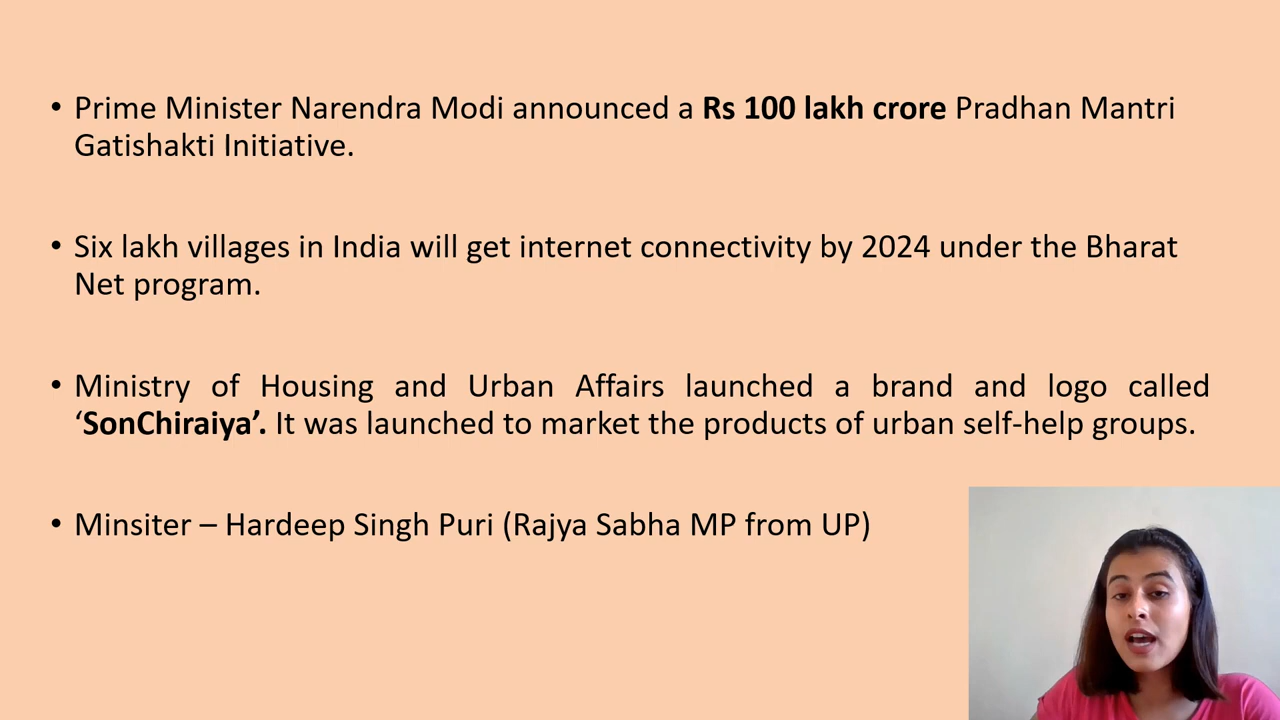 • Prime Minister Narendra Modi announced a Rs 100 lakh crore Pradhan Mantri
Gatishakti Initiative.
• Six lakh villages in India will get internet connectivity by 2024 under the Bharat
Net program.
• Ministry of Housing and Urban Affairs launched a brand and logo called
‘SonChiraiya’. It was launched to market the products of urban self-help groups.
• Minsiter – Hardeep Singh Puri (Rajya Sabha MP from UP)